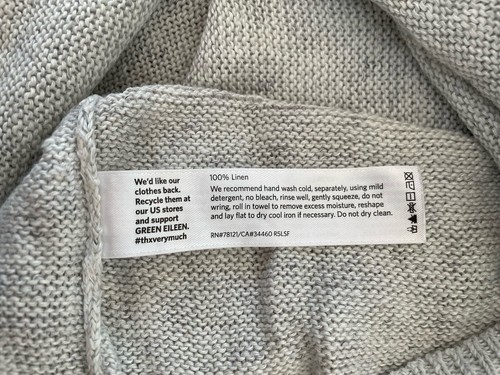 We'd like our
clothes back.
Recycle them at
our US stores
and support
GREEN EILEEN.
#thxverymuch
100% Linen
We recommend hand wash cold, separately, using mild
detergent, no bleach, rinse well, gently squeeze, do not
wring, roll in towel to remove excess moisture, reshape
and lay flat to dry cool iron if necessary. Do not dry clean.
RN#78121/CA#34460 R5LSF